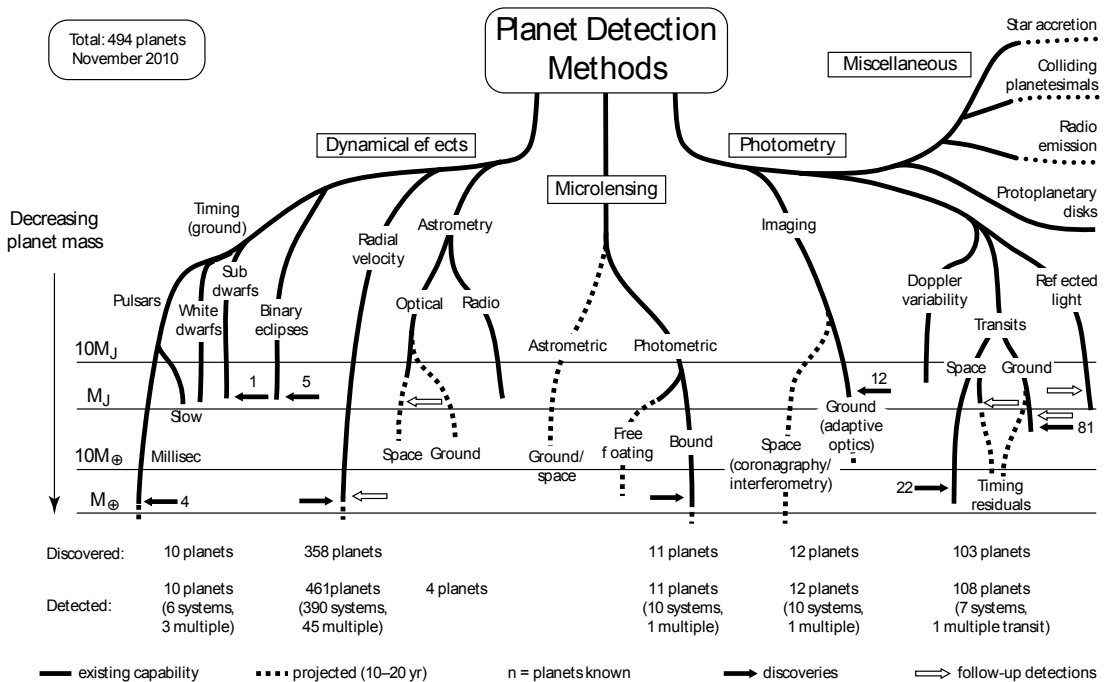 Total: 494 planets
November 2010
Planet Detection
Methods
Miscellaneous
Star accretion
Colliding
planetesimals
Radio
emission
Protoplanetary
disks
Dynamical ef ects
Photometry
Microlensing
Decreasing
planet mass
Timing
(ground)
Astrometry
Imaging
Radial
velocity
Pulsars
White
dwarfs
Sub
dwarfs
Binary
eclipses
Optical
Radio
Doppler
variability
Ref ected
light
Transits
Astrometric
Photometric
Space
Ground
10MJ
MJ
10M⊕
M⊕
Slow
1
5
12
81
Millisec
4
Space
Ground
Ground/
space
Free
f oating
Bound
Ground
(adaptive
optics)
Space
(coronagraphy/
interferometry)
22
Timing
residuals
Discovered:
10 planets
358 planets
11 planets
12 planets
103 planets
Detected:
10 planets
(6 systems,
3 multiple)
461planets
(390 systems,
45 multiple)
4 planets
11 planets
(10 systems,
1 multiple)
12 planets
(10 systems,
1 multiple)
108 planets
(7 systems,
1 multiple transit)
existing capability
projected (10–20 yr)
n = planets known
discoveries
follow-up detections